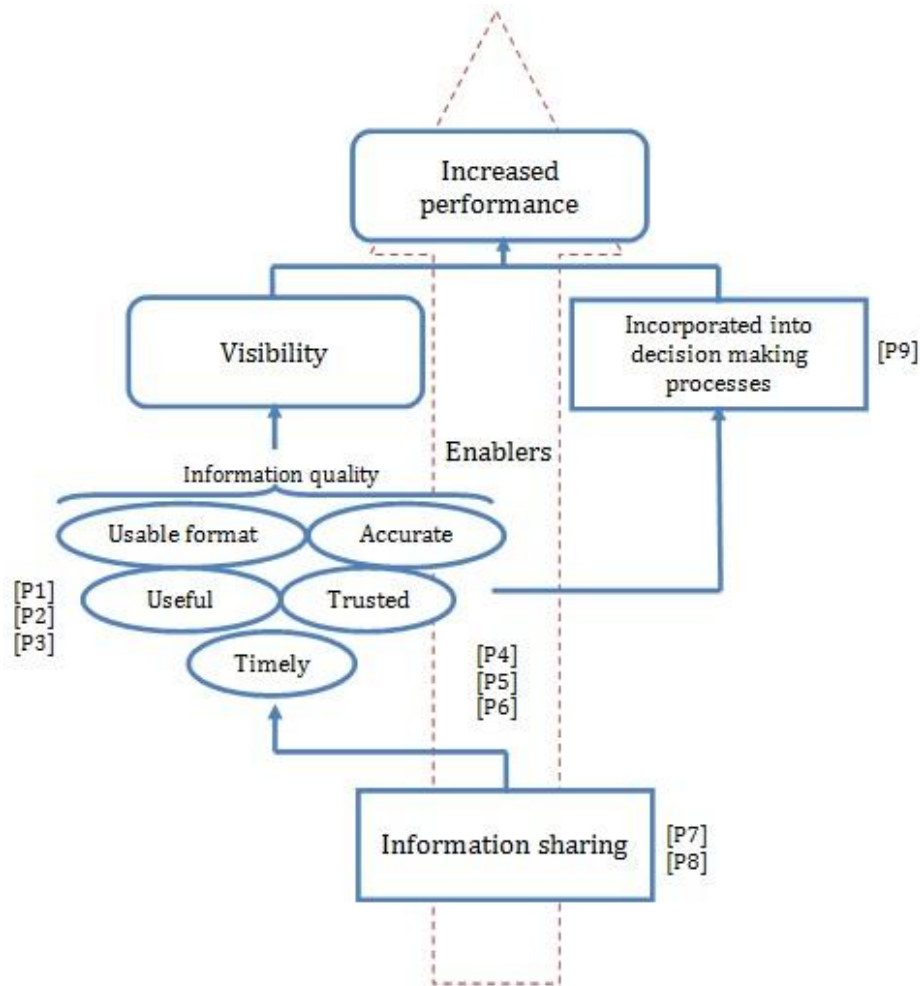 Increased
performance
Visibility
Incorporated into
decision making
processes
[P9]
Enablers
Information quality
Usable format
Accurate
[P1]
[P2]
[P3]
Useful
Trusted
Timely
[P4]
[P5]
[P6]
Information sharing
[P7]
[P8]